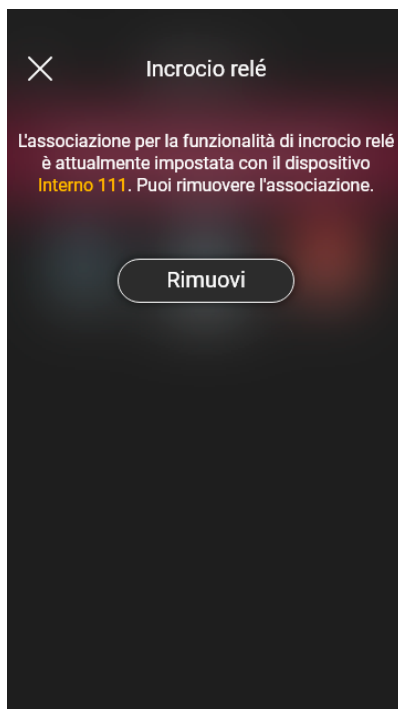 Incrocio relé
L'associazione per la funzionalità di incrocio relé
è attualmente impostata con il dispositivo
Interno 111. Puoi rimuovere l'associazione.
Rimuovi